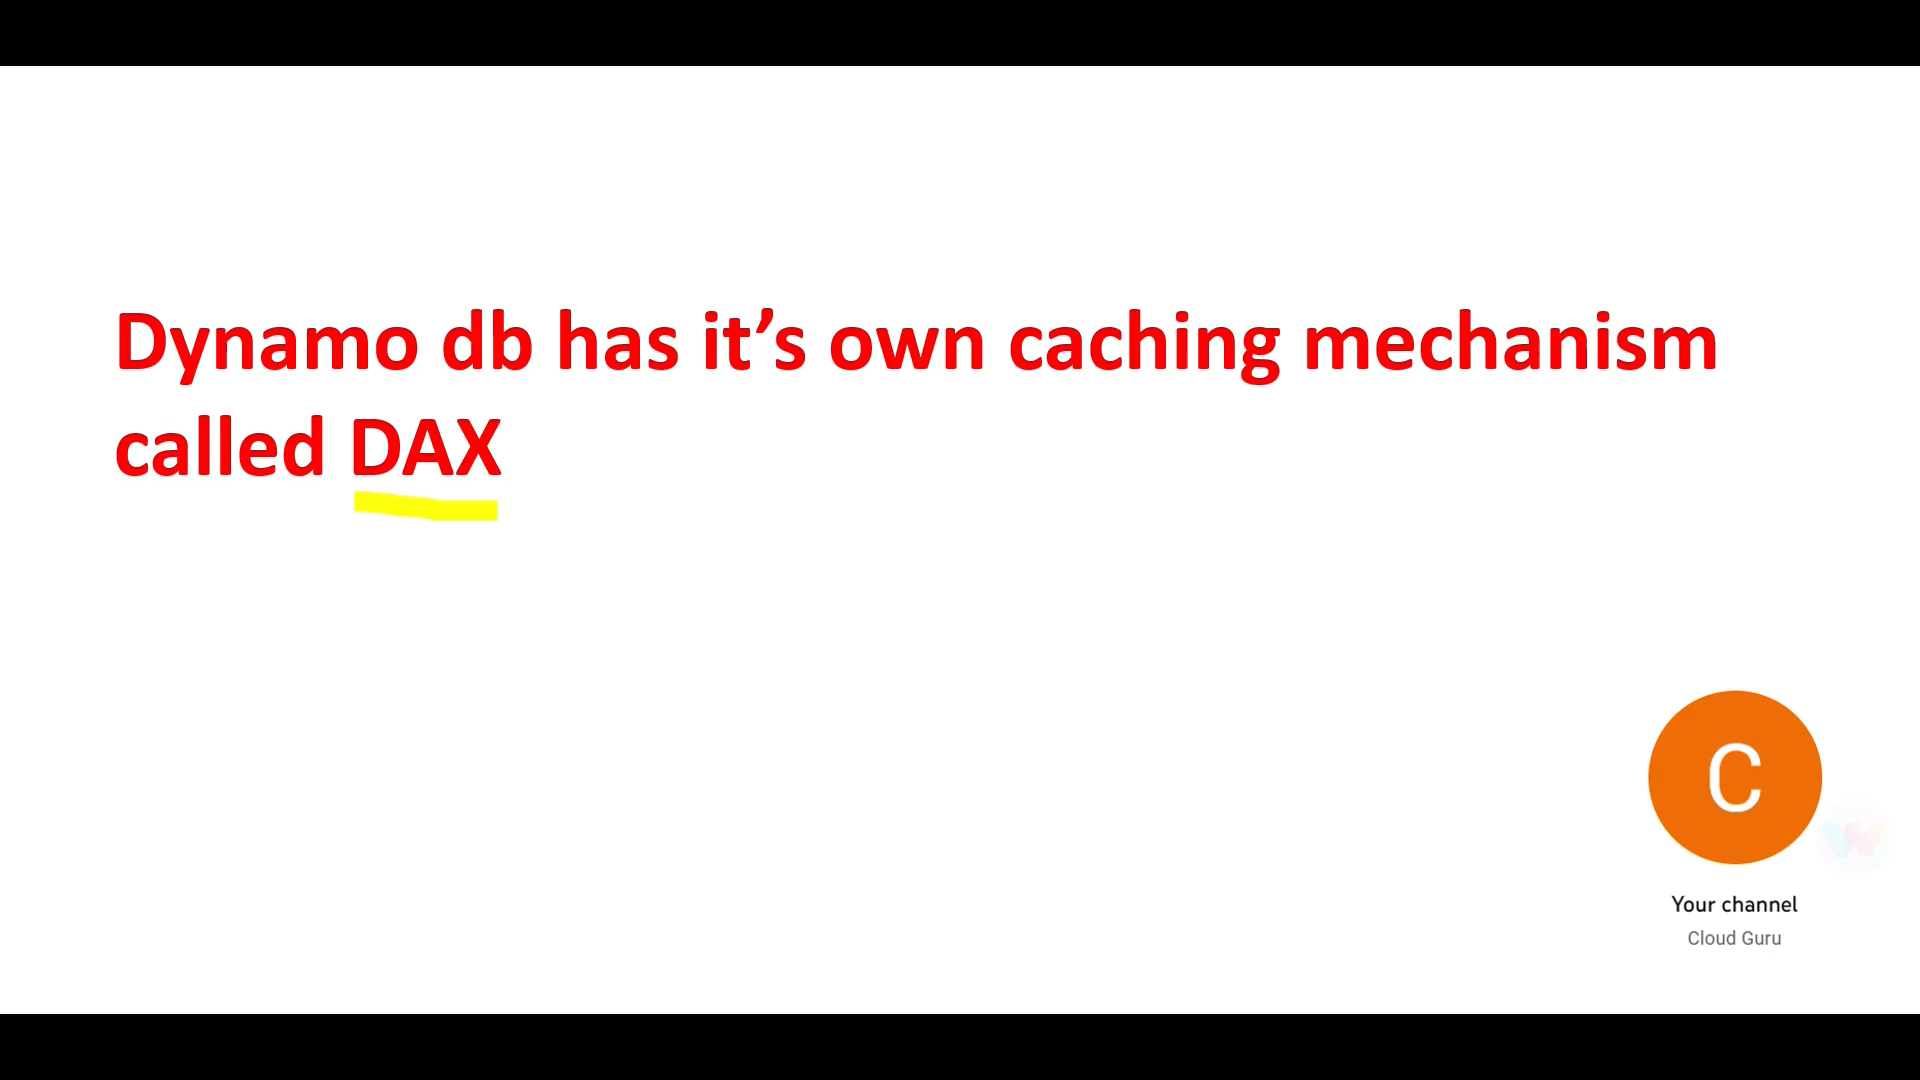 Dynamo db has it’s own caching mechanism
called DAX
C
Your channel
Cloud Guru